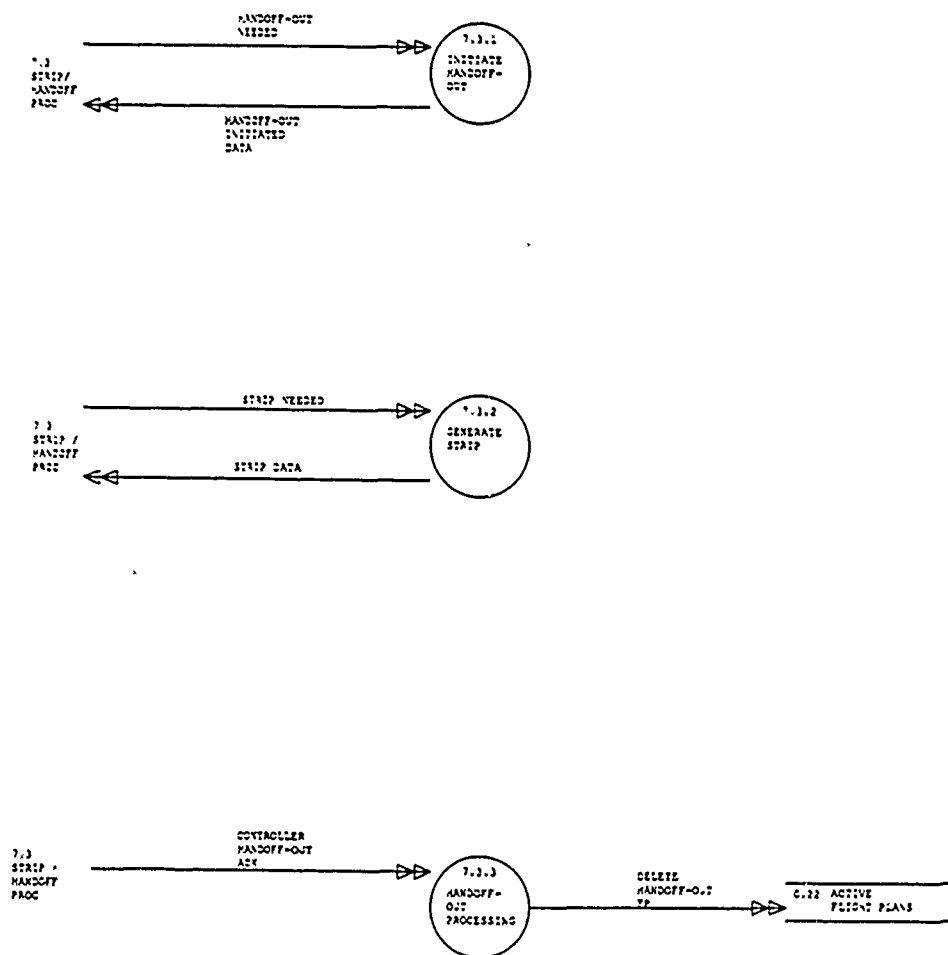 HANDOFF-OUT
NEEDED
7.3
STRIP/
HANDOFF
PROC
7.3.1
INITIATE
HANDOFF-
OUT
HANDOFF-OUT
INITIATED
DATA
STRIP NEEDED
7.3
STRIP /
HANDOFF
PROC
7.3.2
GENERATE
STRIP
STRIP DATA
CONTROLLER
HANDOFF-OUT
ACK
7.3
STRIP /
HANDOFF
PROC
7.3.3
HANDOFF-
OUT
PROCESSING
DELETE
HANDOFF-OUT
C.22 ACTIVE
FLIGHT PLANS